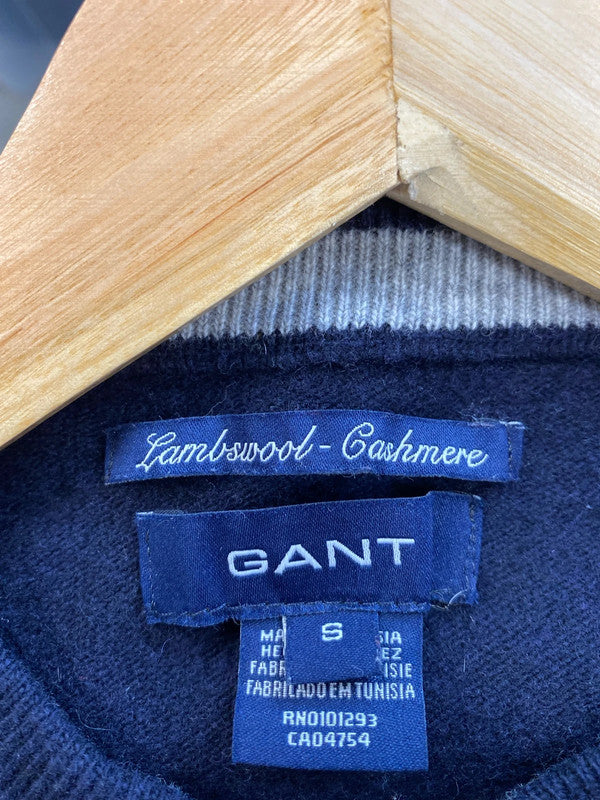 Lambswool - Cashmere
GANT
S
FABRICADO EM TUNISIA
RN0101293
CA04754